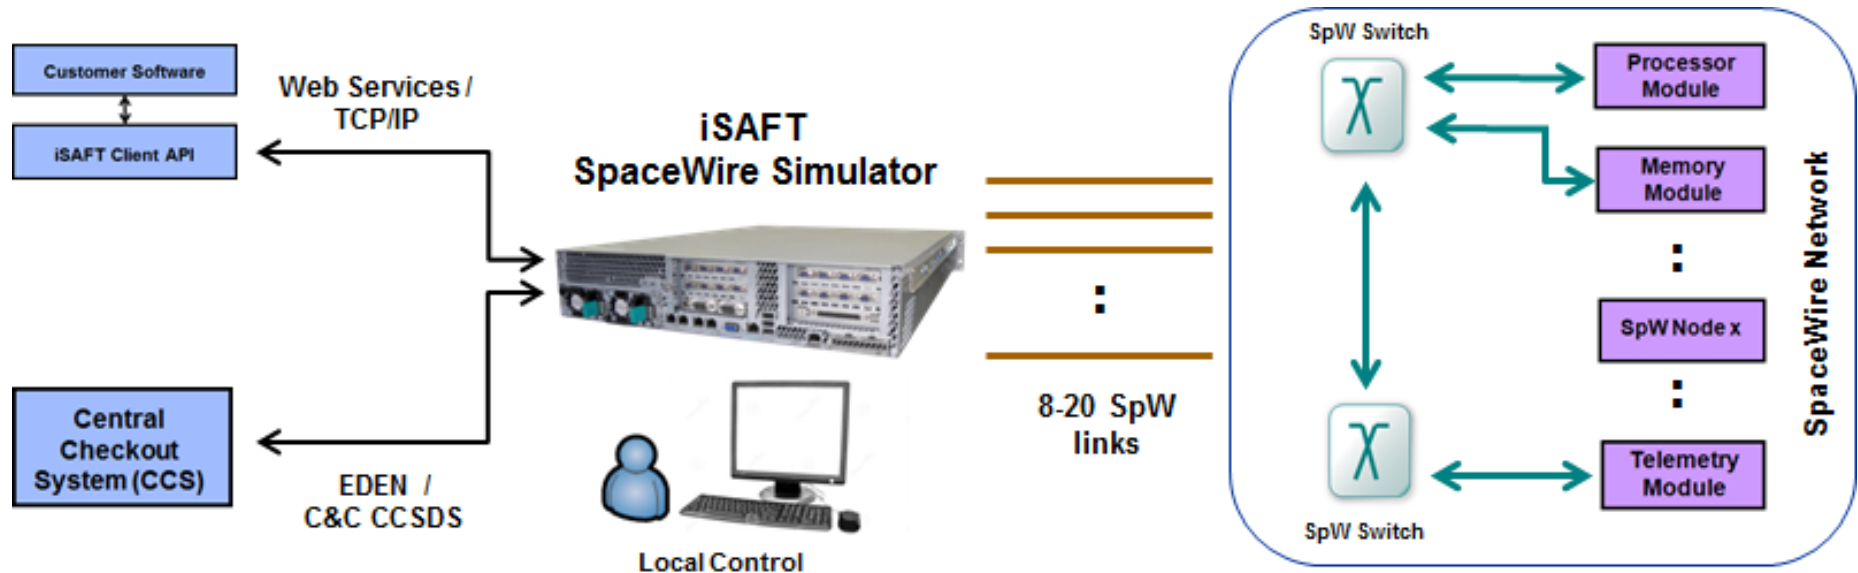 Customer Software
iSAFT Client API
Web Services /
TCP/IP
Central
Checkout
System (CCS)
EDEN /
C&C CCSDS
iSAFT
SpaceWire Simulator
Local Control
8-20 SpW
links
SpW Switch
Processor
Module
Memory
Module
:
SpW Node x
:
Telemetry
Module
SpW Switch
SpaceWire Network